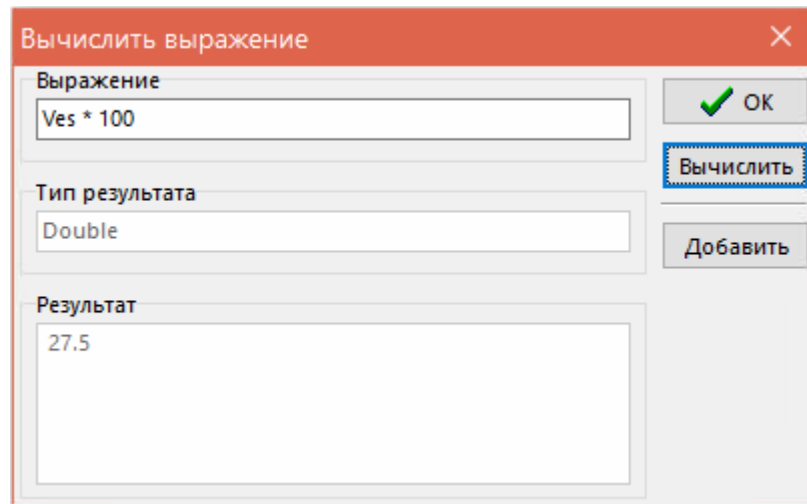 Вычислить выражение
Выражение
Ves * 100
OK
Вычислить
Тип результата
Double
Добавить
Результат
27.5